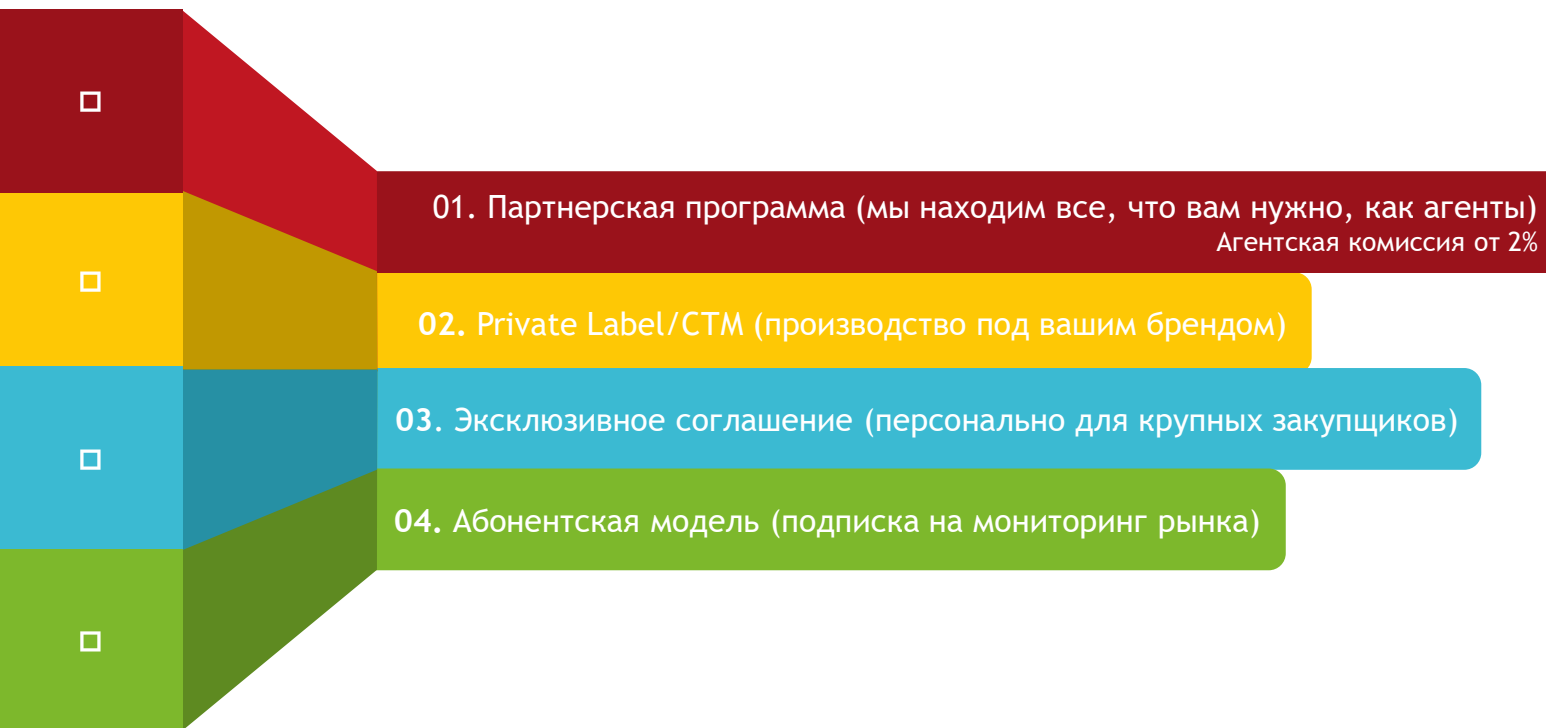 01. Партнерская программа (мы находим все, что вам нужно, как агенты)
Агентская комиссия от 2%
02. Private Label/СТМ (производство под вашим брендом)
03. Эксклюзивное соглашение (персонально для крупных закупщиков)
04. Абонентская модель (подписка на мониторинг рынка)